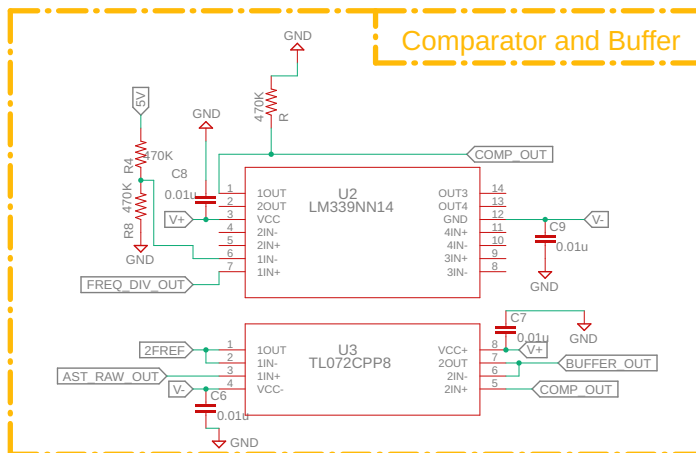 Comparator and Buffer
GND
470K
R
5V
GND
COMP_OUT
R4
470K
C8
0.01u
470K
R8
V+
GND
FREQ_DIV_OUT
U2
LM339NN14
1 1OUT OUT3 14
2 2OUT OUT4 13
3 VCC GND 12
4 2IN- 4IN+ 11
5 2IN+ 4IN- 10
6 1IN- 3IN+ 9
7 1IN+ 3IN- 8
V-
C9
0.01u
GND
C7
0.01u
GND
V+
2FREF
AST_RAW_OUT
V-
U3
TL072CPP8
1 1OUT VCC+ 8
2 1IN- 2OUT 7
3 1IN+ 2IN- 6
4 VCC- 2IN+ 5
BUFFER_OUT
COMP_OUT
C6
0.01u
GND